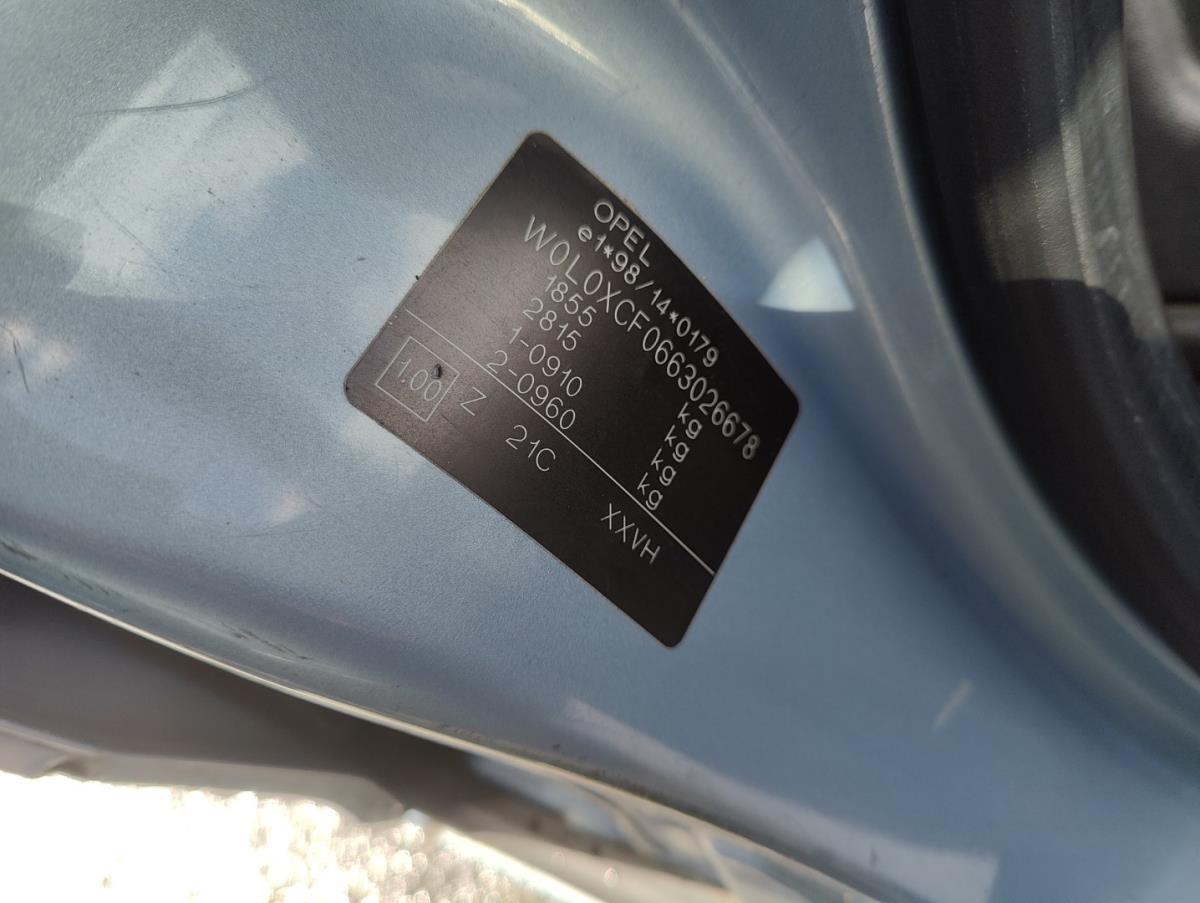 OPEL
e1*98/14*0179
W0L0XCF0663026678
1855 kg
2815 kg
1-0910 kg
2-0960 kg
1.00 Z 21C XXVH